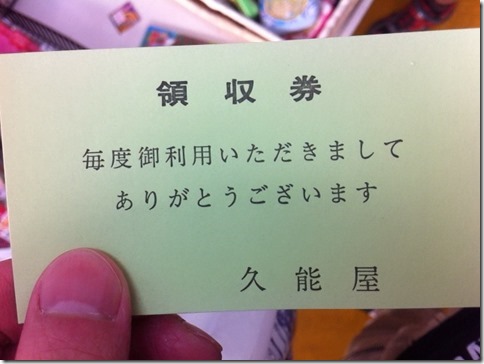 領収券
毎度御利用いただきまして
ありがとうございます
久能屋